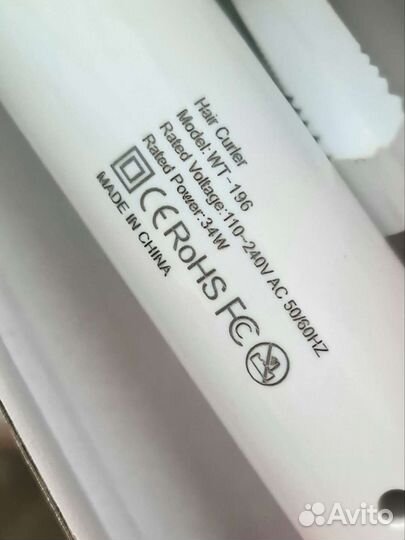 Hair Curler
Model:WT-196
Rated Voltage:110-240V AC 50/60HZ
Rated Power:34W
CE RoHS FC
MADE IN CHINA
Avito